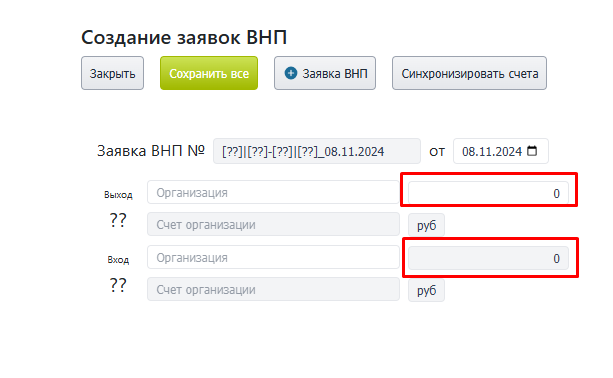 Создание заявок ВНП
Закрыть Сохранить все Заявка ВНП Синхронизировать счета
Заявка ВНП № [??]|[??]-[??]|[??]_08.11.2024 от 08.11.2024
Выход Организация 0
?? Счет организации руб
Вход Организация 0
?? Счет организации руб